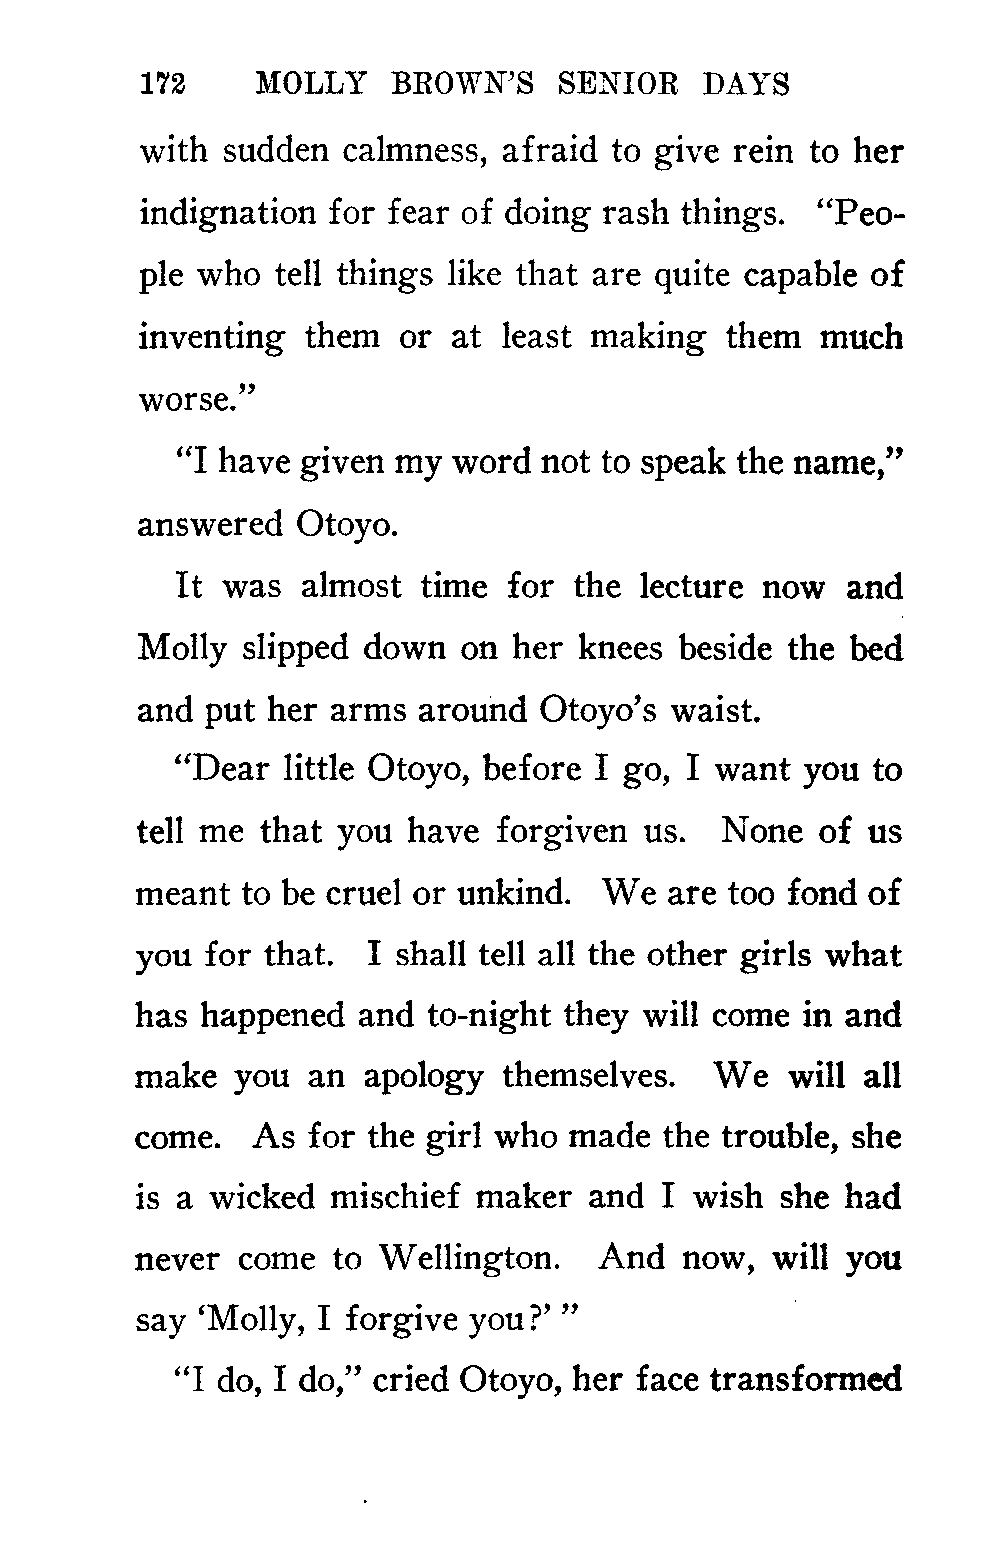 172 MOLLY BROWN'S SENIOR DAYS
with sudden calmness, afraid to give rein to her
indignation for fear of doing rash things. “Peo-
ple who tell things like that are quite capable of
inventing them or at least making them much
worse.”
“I have given my word not to speak the name,”
answered Otoyo.
It was almost time for the lecture now and
Molly slipped down on her knees beside the bed
and put her arms around Otoyo’s waist.
“Dear little Otoyo, before I go, I want you to
tell me that you have forgiven us. None of us
meant to be cruel or unkind. We are too fond of
you for that. I shall tell all the other girls what
has happened and to-night they will come in and
make you an apology themselves. We will all
come. As for the girl who made the trouble, she
is a wicked mischief maker and I wish she had
never come to Wellington. And now, will you
say ‘Molly, I forgive you?’ ”
“I do, I do,” cried Otoyo, her face transformed